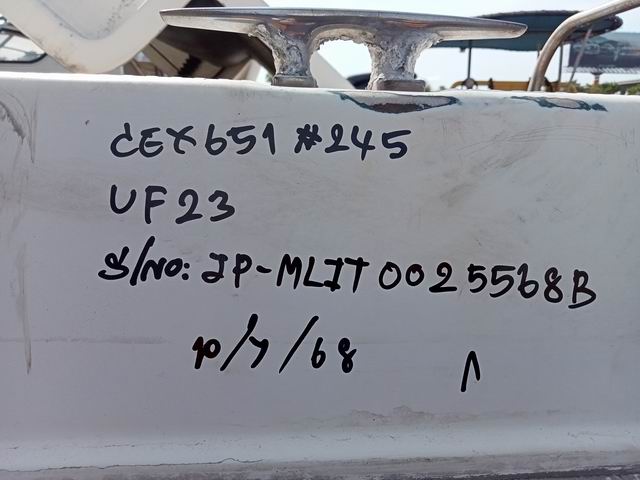 CEX651 #245
UF23
S/NO: JP-MLIT0025568B
10/7/68